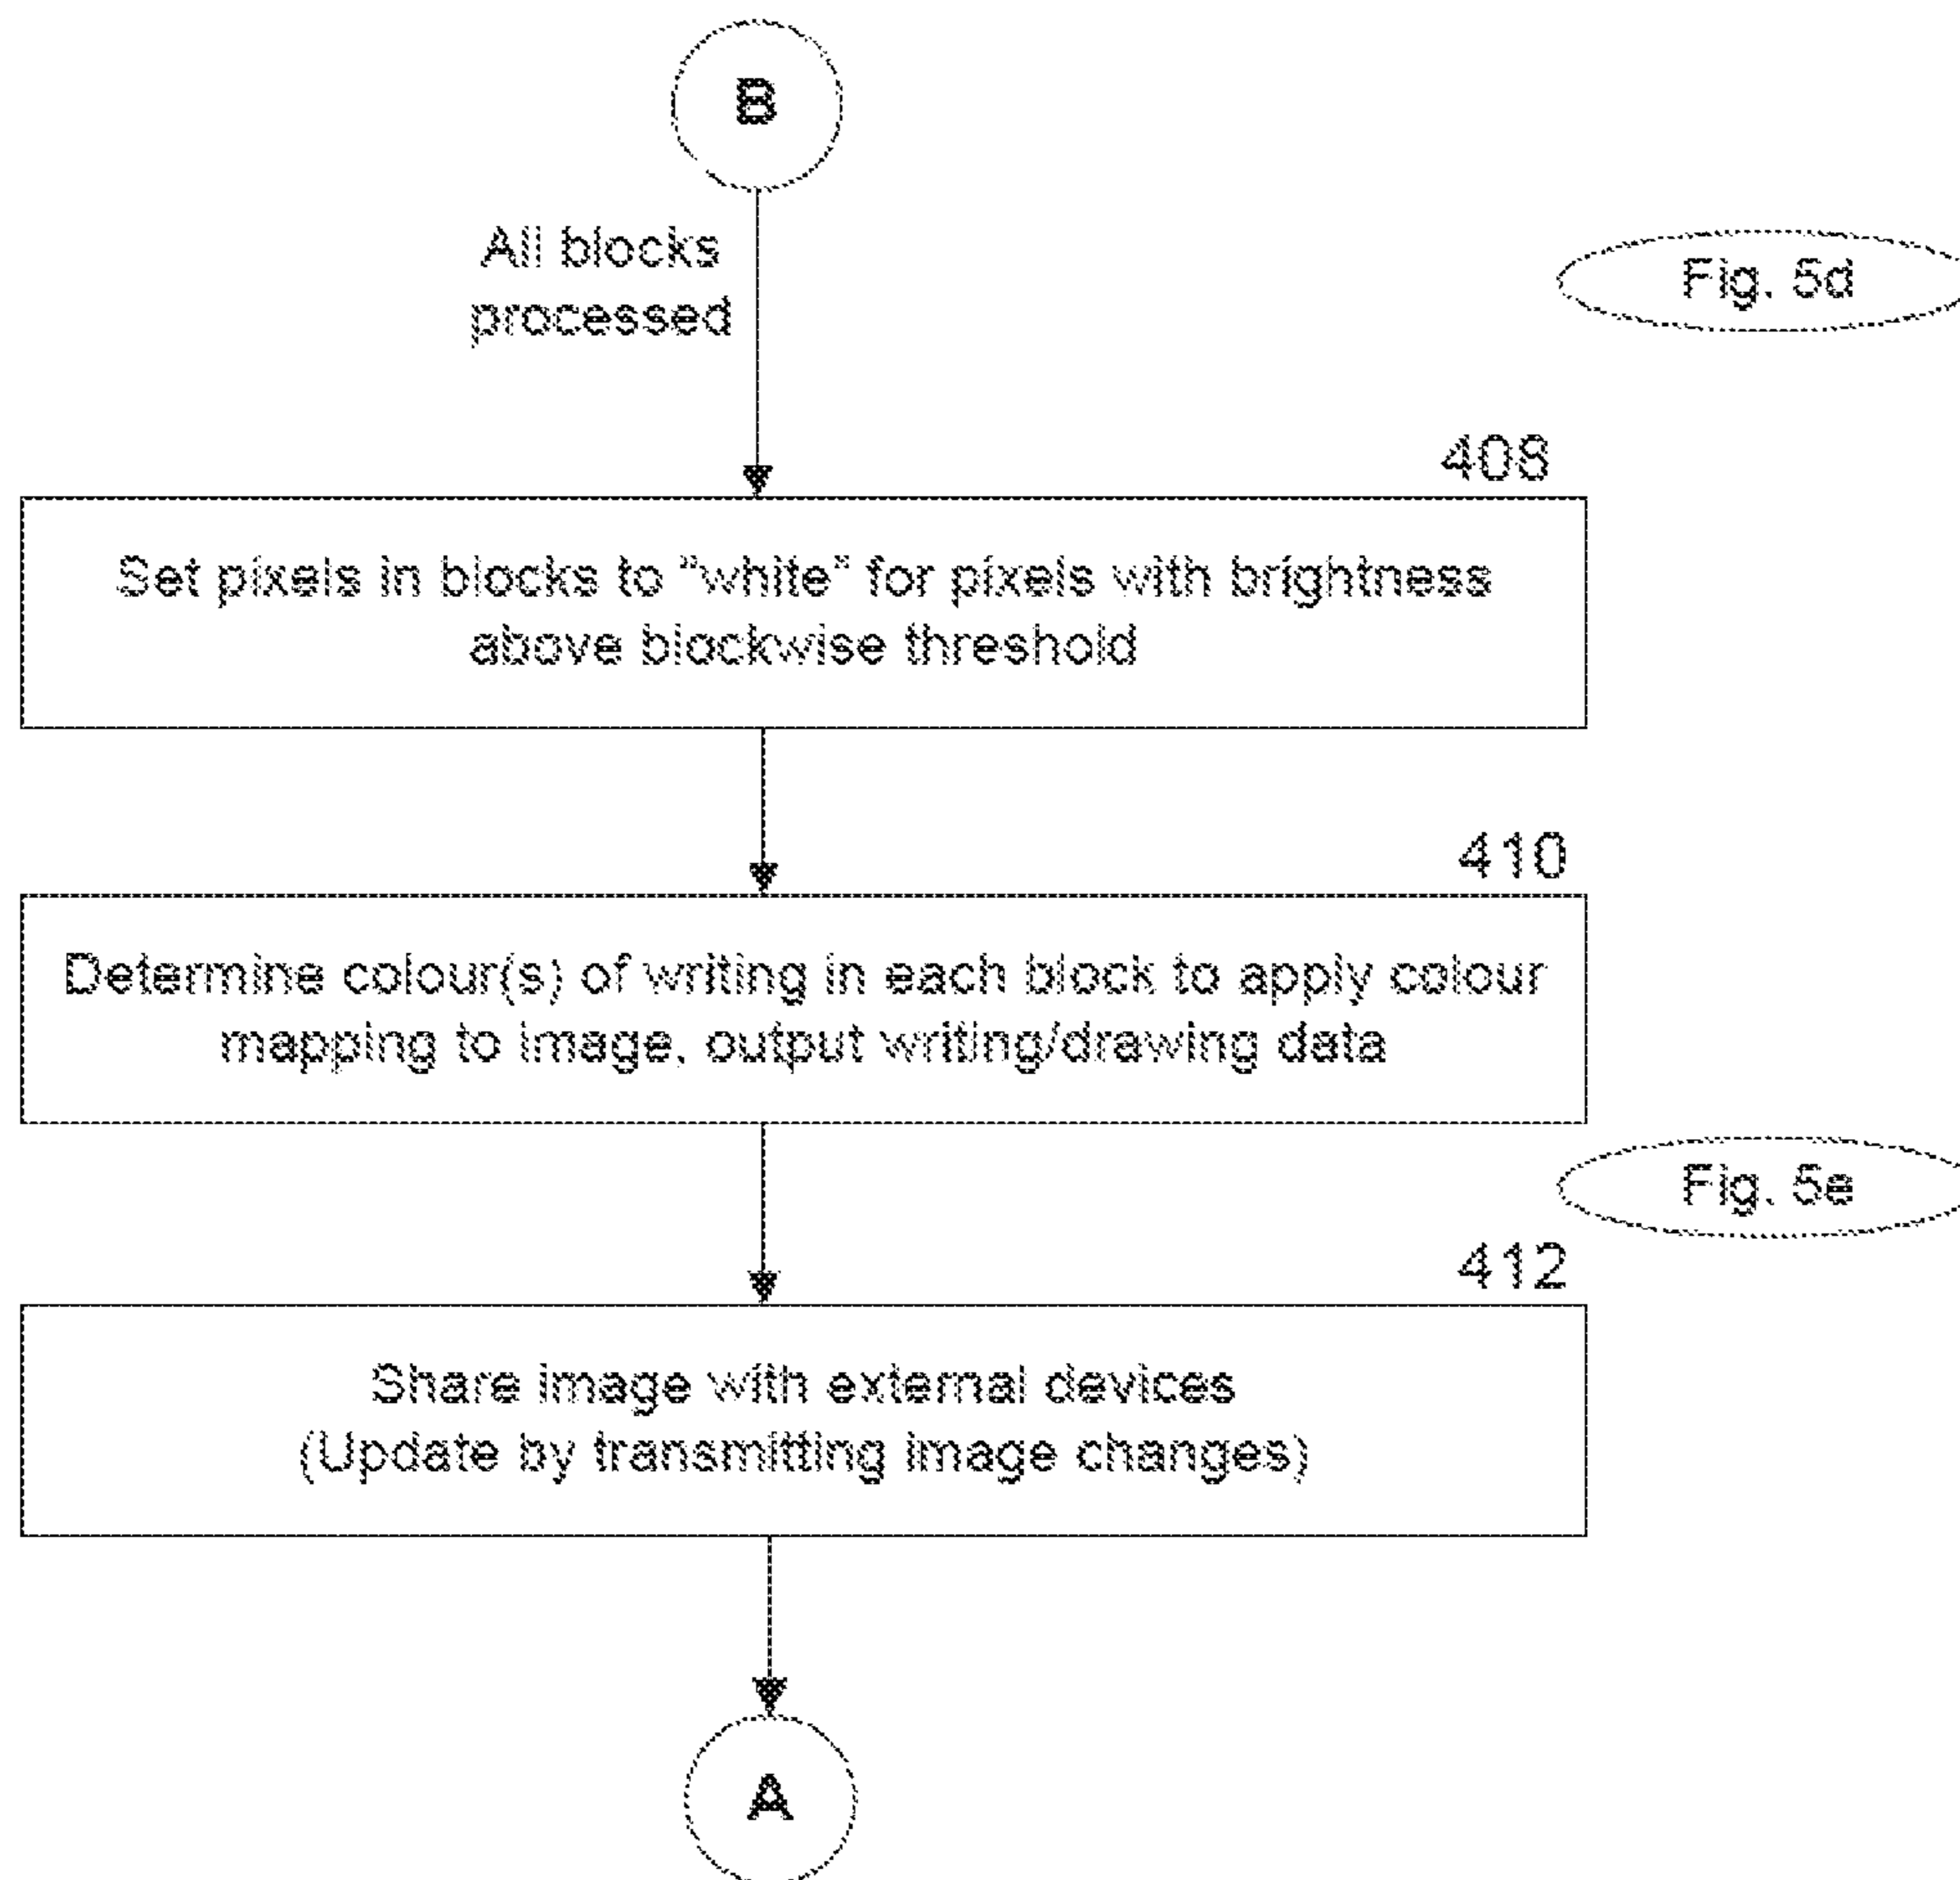 B
All blocks
processed
Fig. 5d
408
Set pixels in blocks to "white" for pixels with brightness
above blockwise threshold
410
Determine colour(s) of writing in each block to apply colour
mapping to image, output writing/drawing data
Fig. 5e
412
Share image with external devices
(Update by transmitting image changes)
A